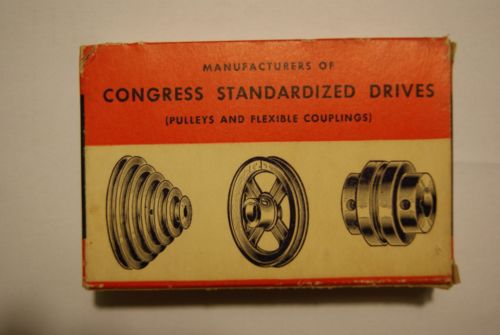 MANUFACTURERS OF
CONGRESS STANDARDIZED DRIVES
(PULLEYS AND FLEXIBLE COUPLINGS)